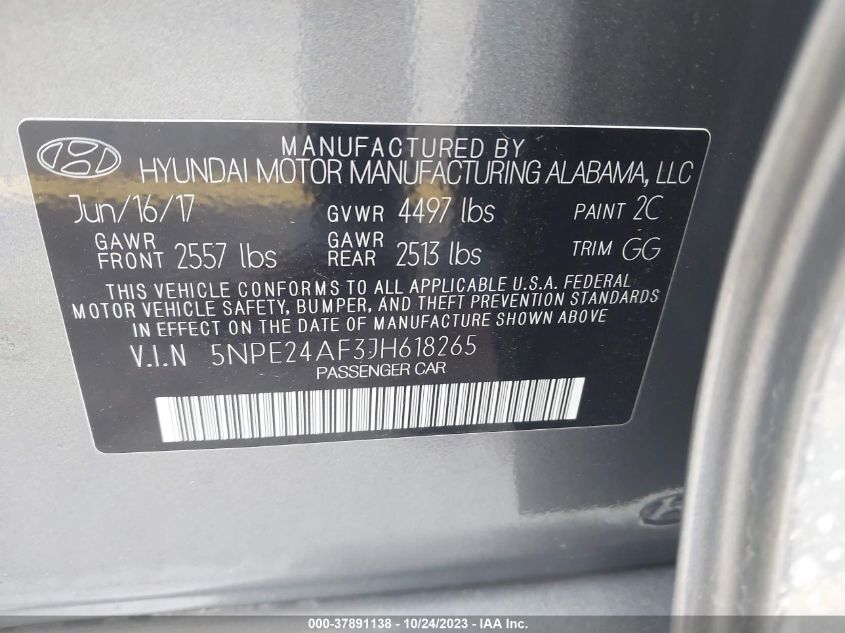 MANUFACTURED BY
HYUNDAI MOTOR MANUFACTURING ALABAMA, LLC
Jun/16/17 GVWR 4497 lbs PAINT 2C
GAWR FRONT 2557 lbs GAWR REAR 2513 lbs TRIM GG
THIS VEHICLE CONFORMS TO ALL APPLICABLE U.S.A. FEDERAL
MOTOR VEHICLE SAFETY, BUMPER, AND THEFT PREVENTION STANDARDS
IN EFFECT ON THE DATE OF MANUFACTURE SHOWN ABOVE
V.I.N 5NPE24AF3JH618265
PASSENGER CAR
000-37891138 - 10/24/2023 - IAA Inc.